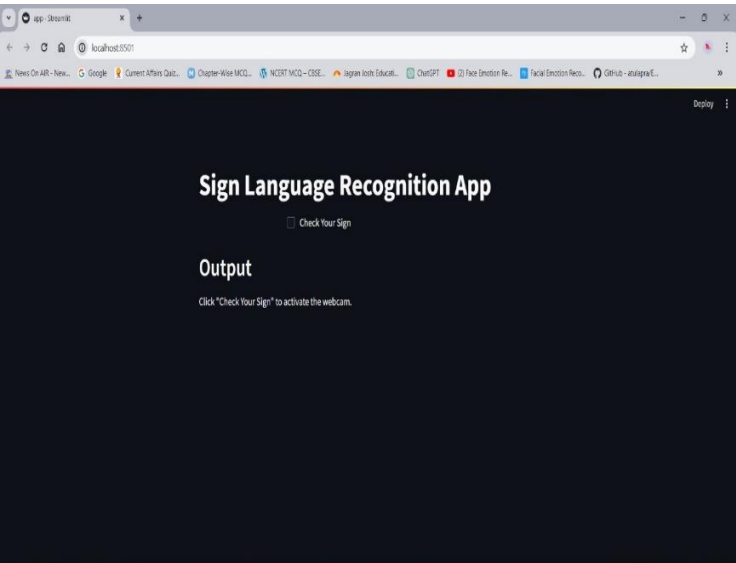 app · Streamlit
localhost:8501
News On AIR - New... Google Current Affairs Quiz... Chapter-Wise MCQ... NCERT MCQ – CBSE... Jagran Josh: Educati... ChatGPT (2) Face Emotion Re... Facial Emotion Reco... GitHub - atulapra/E...
Deploy
Sign Language Recognition App
Check Your Sign
Output
Click "Check Your Sign" to activate the webcam.